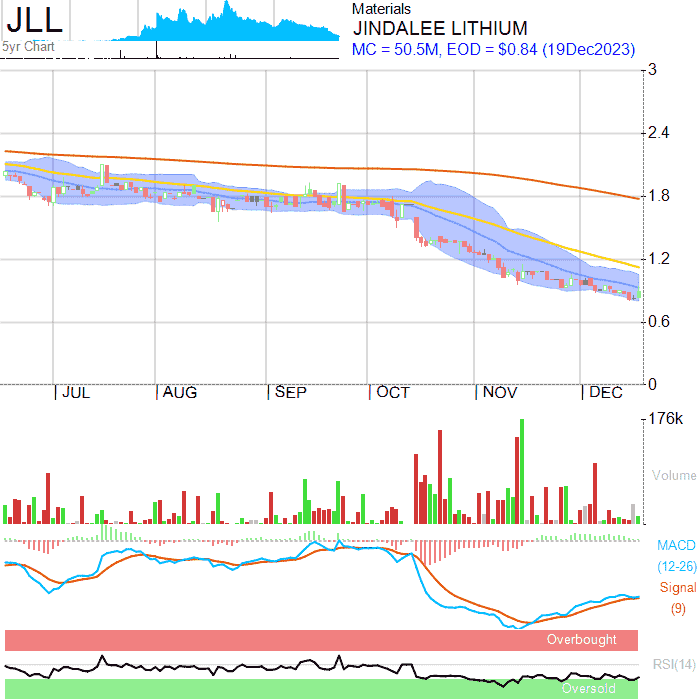 JLL
5yr Chart
Materials
JINDALEE LITHIUM
MC = 50.5M, EOD = $0.84 (19Dec2023)
3
2.4
1.8
1.2
0.6
0
JUL AUG SEP OCT NOV DEC
176k
Volume
MACD
(12-26)
Signal
(9)
Overbought
RSI(14)
Oversold